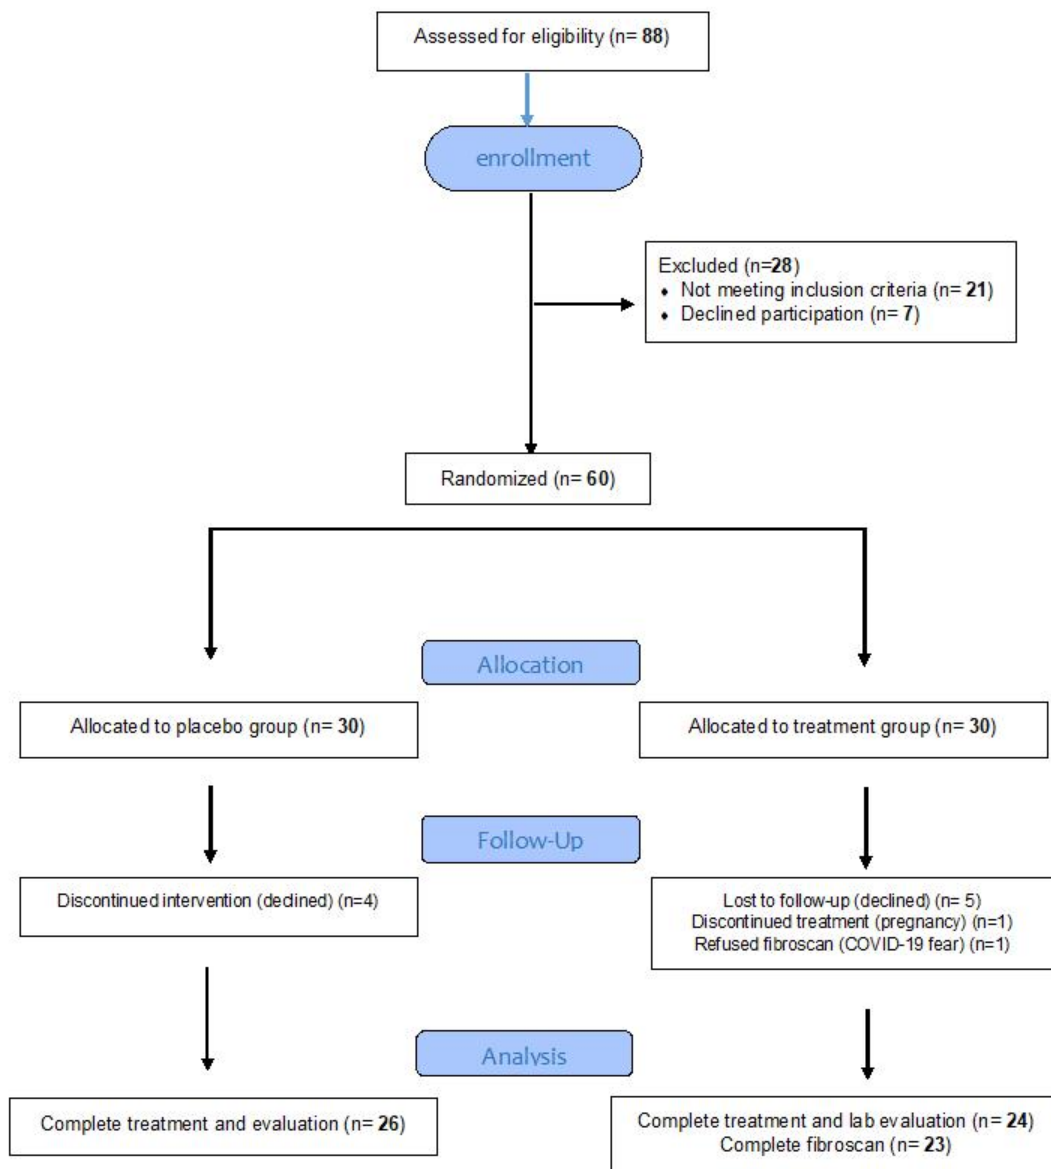 Assessed for eligibility (n= 88)
enrollment
Excluded (n=28)
♦ Not meeting inclusion criteria (n= 21)
♦ Declined participation (n= 7)
Randomized (n= 60)
Allocation
Allocated to placebo group (n= 30)
Allocated to treatment group (n= 30)
Follow-Up
Discontinued intervention (declined) (n=4)
Lost to follow-up (declined) (n= 5)
Discontinued treatment (pregnancy) (n=1)
Refused fibroscan (COVID-19 fear) (n=1)
Analysis
Complete treatment and evaluation (n= 26)
Complete treatment and lab evaluation (n= 24)
Complete fibroscan (n= 23)